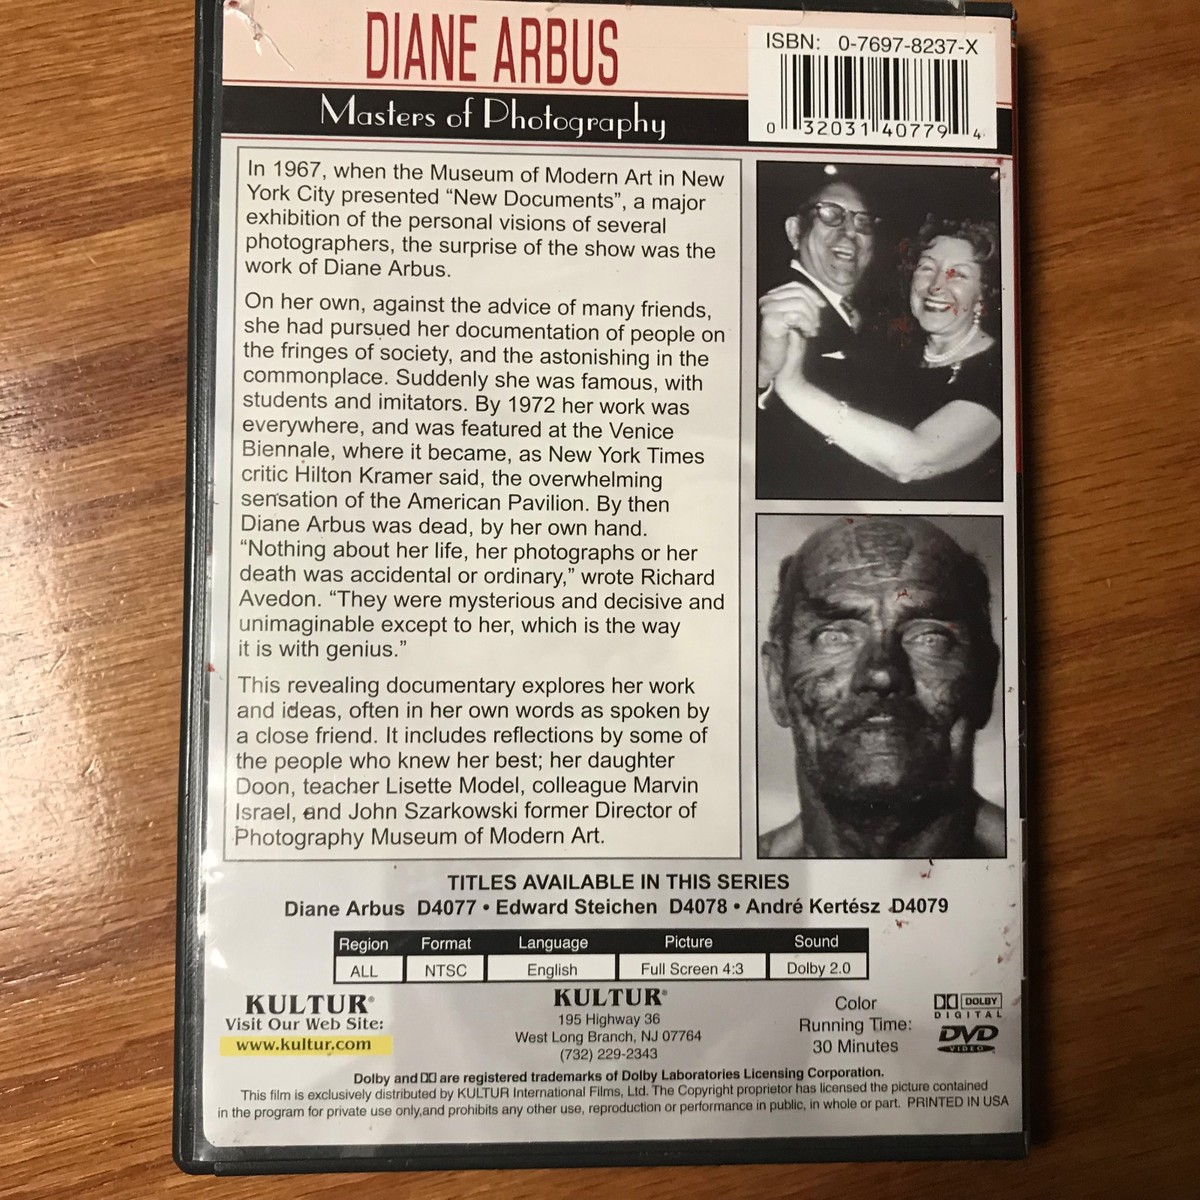 DIANE ARBUS
Masters of Photography
ISBN: 0-7697-8237-X
0 32031 40779 4
In 1967, when the Museum of Modern Art in New
York City presented “New Documents”, a major
exhibition of the personal visions of several
photographers, the surprise of the show was the
work of Diane Arbus.
On her own, against the advice of many friends,
she had pursued her documentation of people on
the fringes of society, and the astonishing in the
commonplace. Suddenly she was famous, with
students and imitators. By 1972 her work was
everywhere, and was featured at the Venice
Biennale, where it became, as New York Times
critic Hilton Kramer said, the overwhelming
sensation of the American Pavilion. By then
Diane Arbus was dead, by her own hand.
“Nothing about her life, her photographs or her
death was accidental or ordinary,” wrote Richard
Avedon. “They were mysterious and decisive and
unimaginable except to her, which is the way
it is with genius.”
This revealing documentary explores her work
and ideas, often in her own words as spoken by
a close friend. It includes reflections by some of
the people who knew her best; her daughter
Doon, teacher Lisette Model, colleague Marvin
Israel, and John Szarkowski former Director of
Photography Museum of Modern Art.
TITLES AVAILABLE IN THIS SERIES
Diane Arbus D4077 • Edward Steichen D4078 • André Kertész D4079
Region Format Language Picture Sound
ALL NTSC English Full Screen 4:3 Dolby 2.0
KULTUR®
Visit Our Web Site:
www.kultur.com
KULTUR®
195 Highway 36
West Long Branch, NJ 07764
(732) 229-2343
Color
Running Time:
30 Minutes
DOLBY
DIGITAL
DVD
VIDEO
Dolby and DD are registered trademarks of Dolby Laboratories Licensing Corporation.
This film is exclusively distributed by KULTUR International Films, Ltd. The Copyright proprietor has licensed the picture contained
in the program for private use only,and prohibits any other use, reproduction or performance in public, in whole or part. PRINTED IN USA